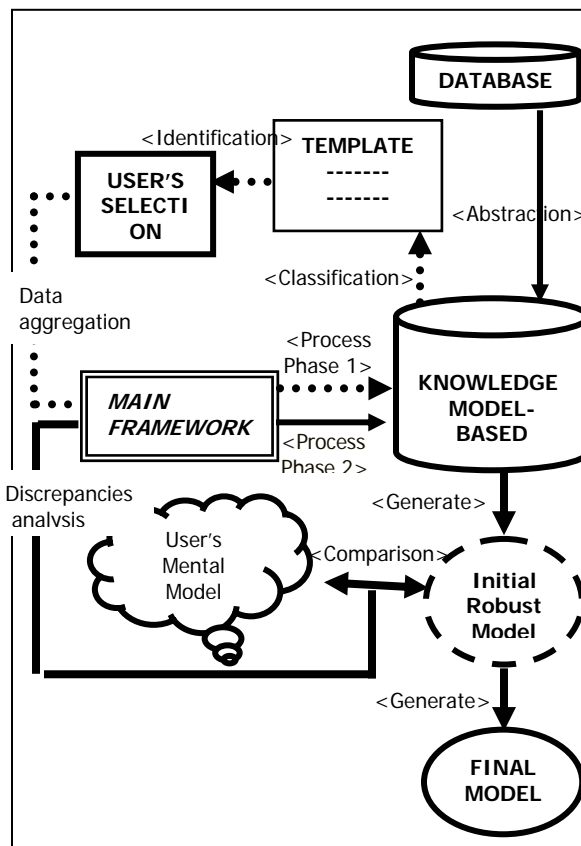 DATABASE
<Identification>
TEMPLATE
-------
-------
USER'S
SELECTI
ON
<Abstraction>
<Classification>
Data
aggregation
<Process
Phase 1>
KNOWLEDGE
MODEL-
BASED
MAIN
FRAMEWORK
<Process
Phase 2>
Discrepancies
analysis
<Generate>
User's
Mental
Model
<Comparison>
Initial
Robust
Model
<Generate>
FINAL
MODEL